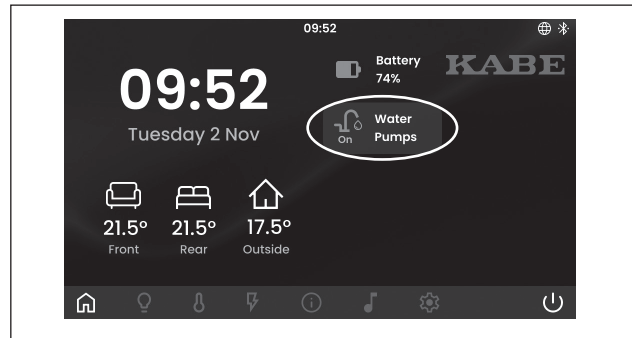 09:52
Battery
74%
KABE
09:52
Tuesday 2 Nov
Water
Pumps
On
21.5° 21.5° 17.5°
Front Rear Outside